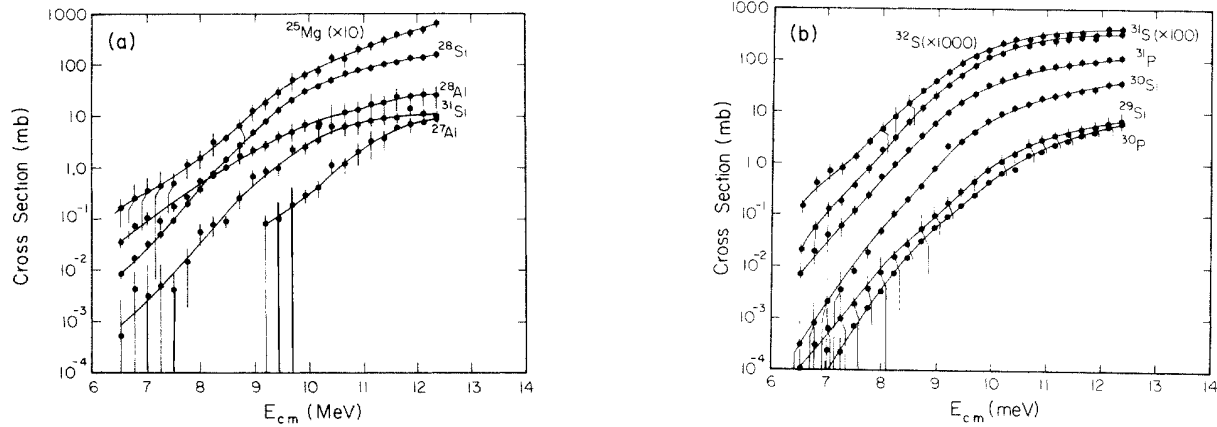 1000
100
10
1.0
10⁻¹
10⁻²
10⁻³
10⁻⁴
Cross Section (mb)
(a)
²⁵Mg (×10)
²⁸Si
²⁸Al
³¹Si
²⁷Al
6 7 8 9 10 11 12 13 14
E cm (MeV)
1000
100
10
1.0
10⁻¹
10⁻²
10⁻³
10⁻⁴
Cross Section (mb)
(b)
³²S(×1000)
³¹S(×100)
³¹P
³⁰Si
²⁹Si
³⁰P
6 7 8 9 10 11 12 13 14
E cm (meV)